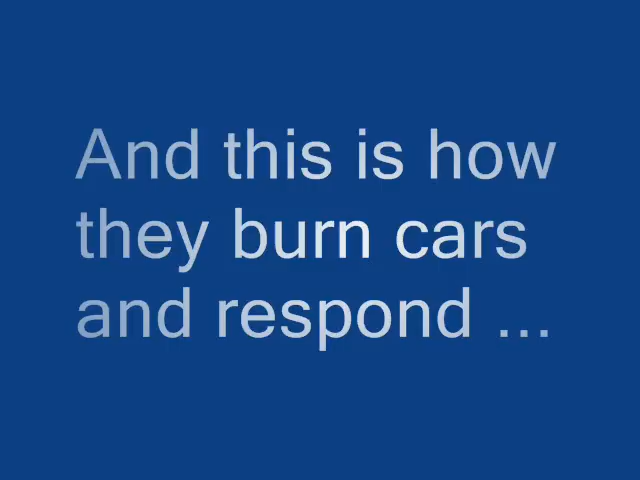 And this is how
they burn cars
and respond ...